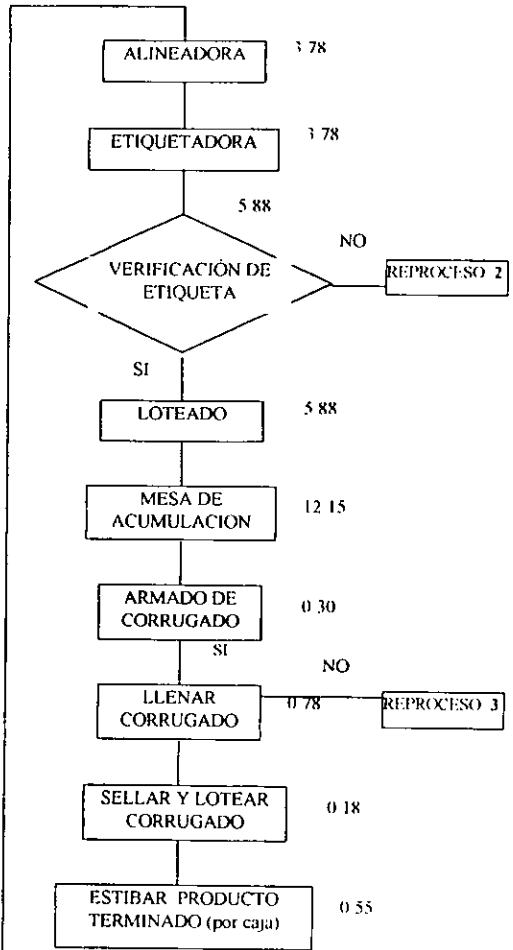 ALINEADORA 3 78
ETIQUETADORA 3 78
5 88
NO
VERIFICACIÓN DE
ETIQUETA
REPROCESO 2
SI
LOTEADO 5 88
MESA DE
ACUMULACION
12 15
ARMADO DE
CORRUGADO
0 30
SI
NO
LLENAR
CORRUGADO
0 78
REPROCESO 3
SELLAR Y LOTEAR
CORRUGADO
0 18
ESTIBAR PRODUCTO
TERMINADO (por caja)
0 55